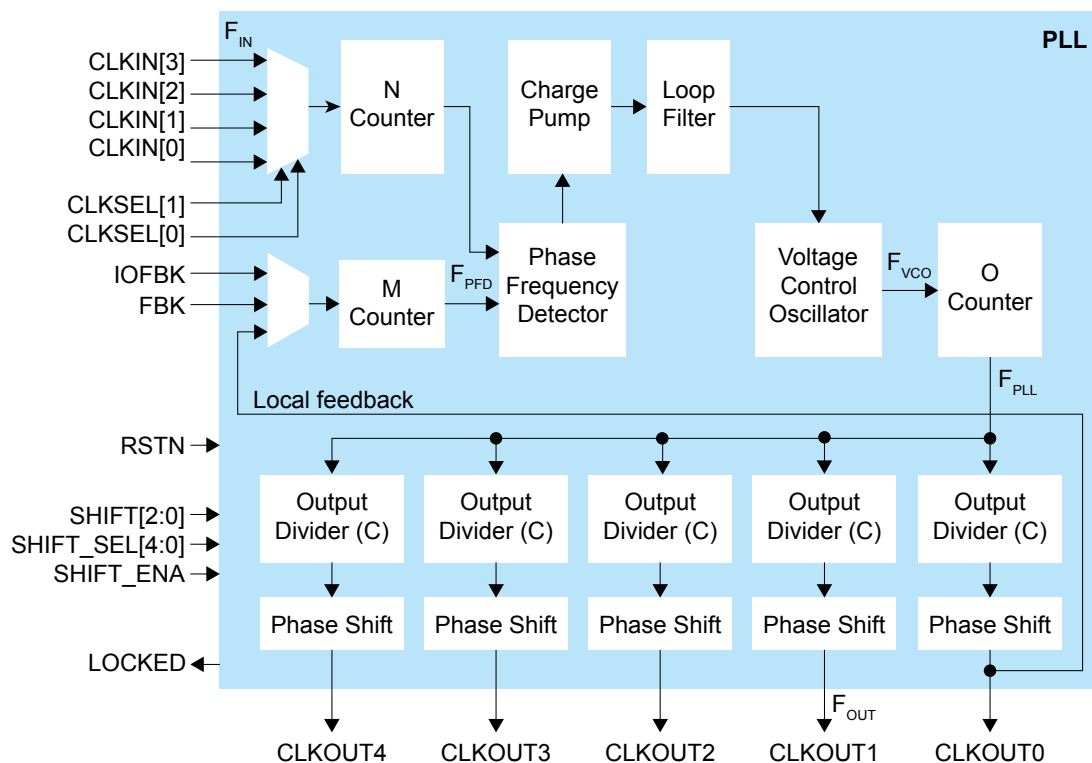 PLL
F_IN
CLKIN[3]
CLKIN[2]
CLKIN[1]
CLKIN[0]
CLKSEL[1]
CLKSEL[0]
N
Counter
Charge
Pump
Loop
Filter
IOFBK
FBK
M
Counter
F_PFD
Phase
Frequency
Detector
Voltage
Control
Oscillator
F_VCO
O
Counter
F_PLL
Local feedback
RSTN
SHIFT[2:0]
SHIFT_SEL[4:0]
SHIFT_ENA
LOCKED
Output
Divider (C)
Output
Divider (C)
Output
Divider (C)
Output
Divider (C)
Output
Divider (C)
Phase Shift
Phase Shift
Phase Shift
Phase Shift
Phase Shift
F_OUT
CLKOUT4
CLKOUT3
CLKOUT2
CLKOUT1
CLKOUT0